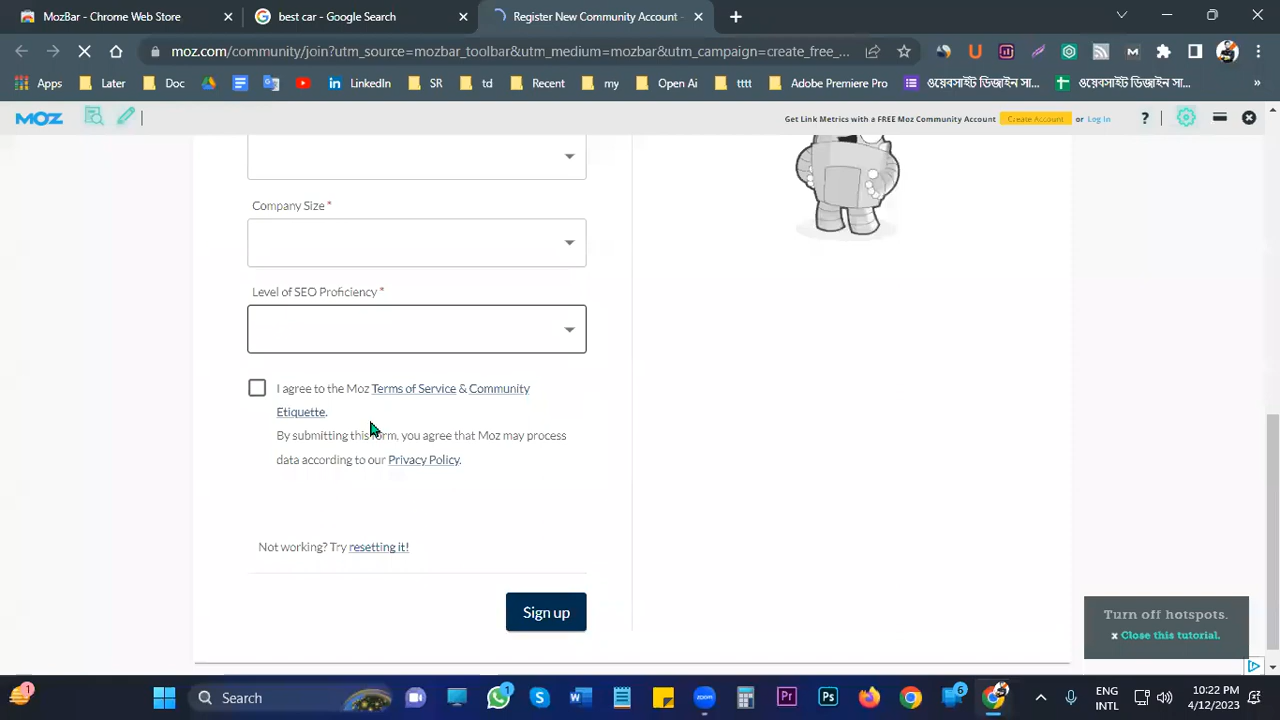 MozBar - Chrome Web Store
best car - Google Search
Register New Community Account -
moz.com/community/join?utm_source=mozbar_toolbar&utm_medium=mozbar&utm_campaign=create_free_...
Apps Later Doc LinkedIn SR td Recent my Open Ai tttt Adobe Premiere Pro ওয়েবসাইট ডিজাইন সা... ওয়েবসাইট ডিজাইন সা... »
MOZ Get Link Metrics with a FREE Moz Community Account Create Account or Log in ?
Company Size *
Level of SEO Proficiency *
I agree to the Moz Terms of Service & Community
Etiquette.
By submitting this form, you agree that Moz may process
data according to our Privacy Policy.
Not working? Try resetting it!
Sign up
Turn off hotspots.
x Close this tutorial.
1 Search 1 6 Pr Ps ENG INTL 10:22 PM 4/12/2023